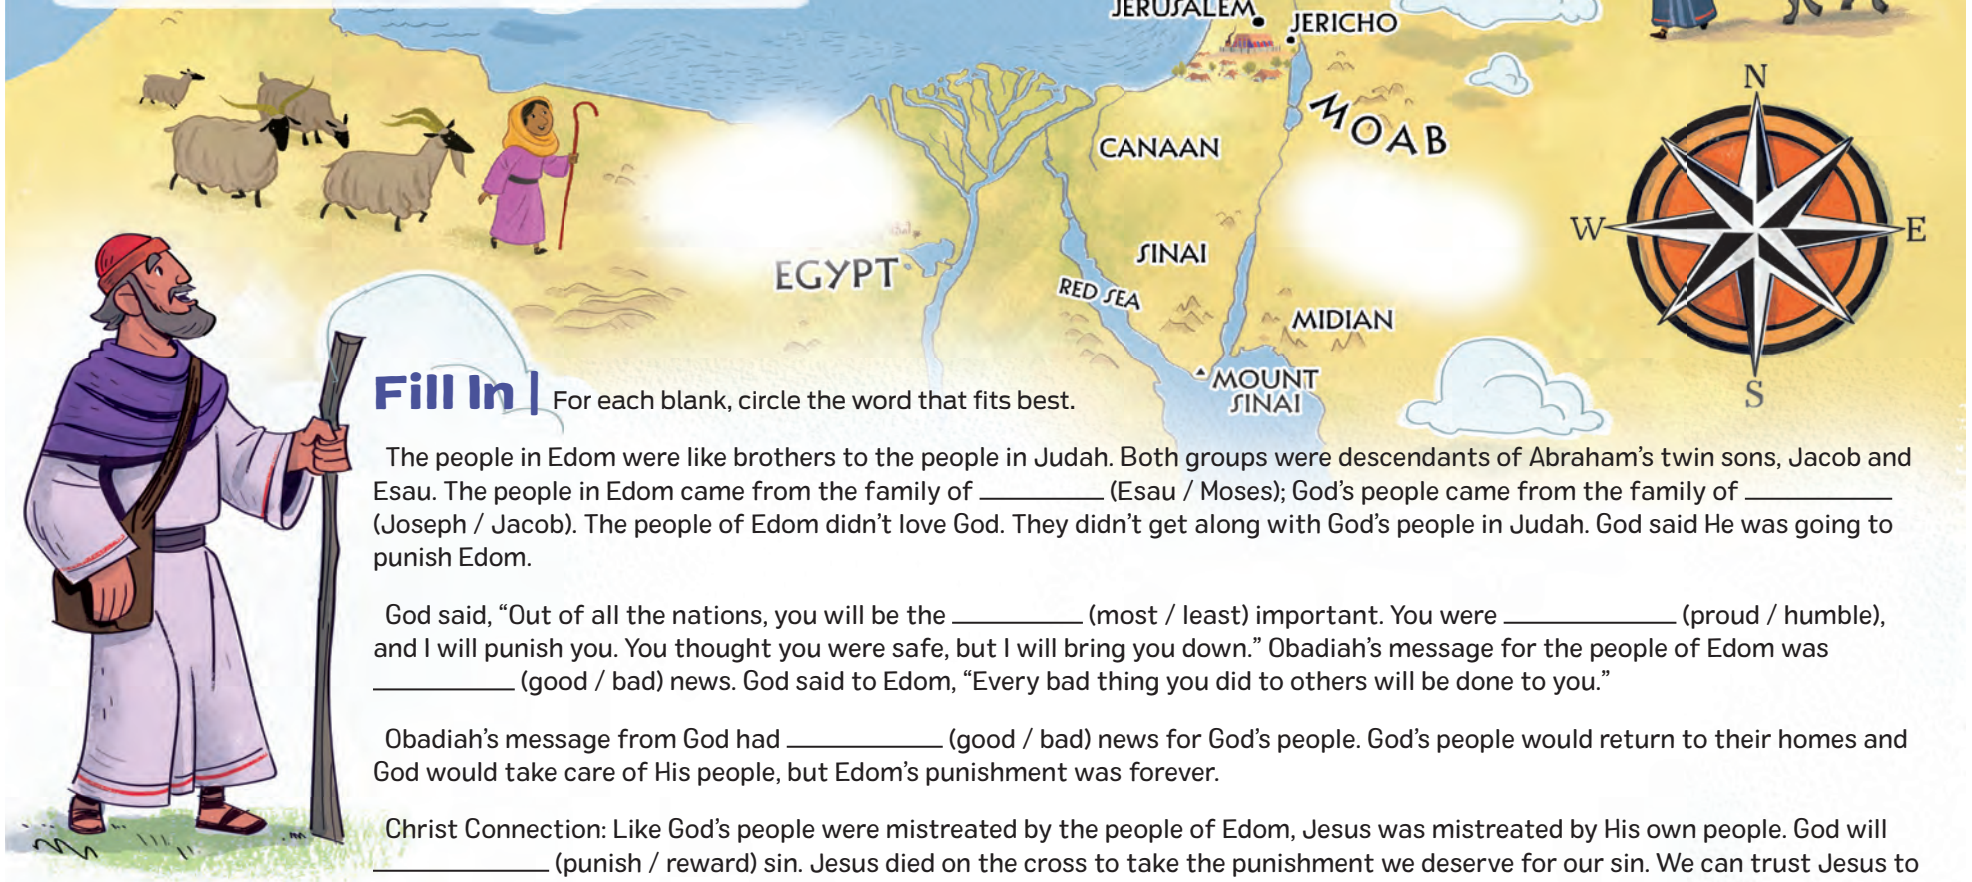 JERUSALEM
JERICHO
MOAB
CANAAN
N
W
E
S
SINAI
EGYPT
RED SEA
MIDIAN
MOUNT
SINAI
Fill In | For each blank, circle the word that fits best.
The people in Edom were like brothers to the people in Judah. Both groups were descendants of Abraham’s twin sons, Jacob and
Esau. The people in Edom came from the family of __________ (Esau / Moses); God’s people came from the family of ____________
(Joseph / Jacob). The people of Edom didn’t love God. They didn’t get along with God’s people in Judah. God said He was going to
punish Edom.
God said, “Out of all the nations, you will be the ___________ (most / least) important. You were ______________ (proud / humble),
and I will punish you. You thought you were safe, but I will bring you down.” Obadiah’s message for the people of Edom was
____________ (good / bad) news. God said to Edom, “Every bad thing you did to others will be done to you.”
Obadiah’s message from God had _____________ (good / bad) news for God’s people. God’s people would return to their homes and
God would take care of His people, but Edom’s punishment was forever.
Christ Connection: Like God’s people were mistreated by the people of Edom, Jesus was mistreated by His own people. God will
_______________ (punish / reward) sin. Jesus died on the cross to take the punishment we deserve for our sin. We can trust Jesus to